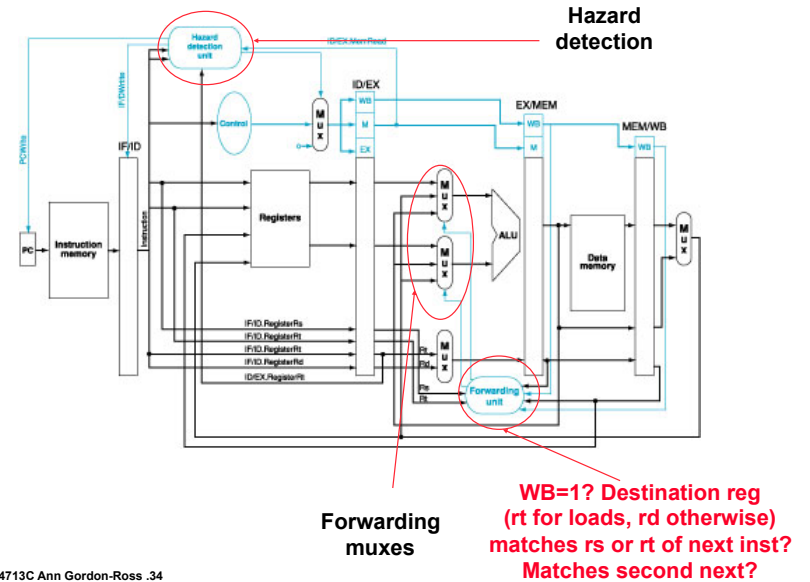 Hazard
detection
Hazard
detection
unit
ID/EX.MemRead
IF/DWrite
PCWrite
ID/EX
Control
M
u
x
0
WB
M
EX
EX/MEM
WB
M
MEM/WB
WB
IF/ID
Instruction
PC
Instruction
memory
Registers
M
u
x
M
u
x
ALU
Data
memory
M
u
x
IF/ID.RegisterRs
IF/ID.RegisterRt
IF/ID.RegisterRt
IF/ID.RegisterRd
ID/EX.RegisterRt
Rt
Rd
M
u
x
Rs
Rt
Forwarding
unit
Forwarding
muxes
WB=1? Destination reg
(rt for loads, rd otherwise)
matches rs or rt of next inst?
Matches second next?
4713C Ann Gordon-Ross .34